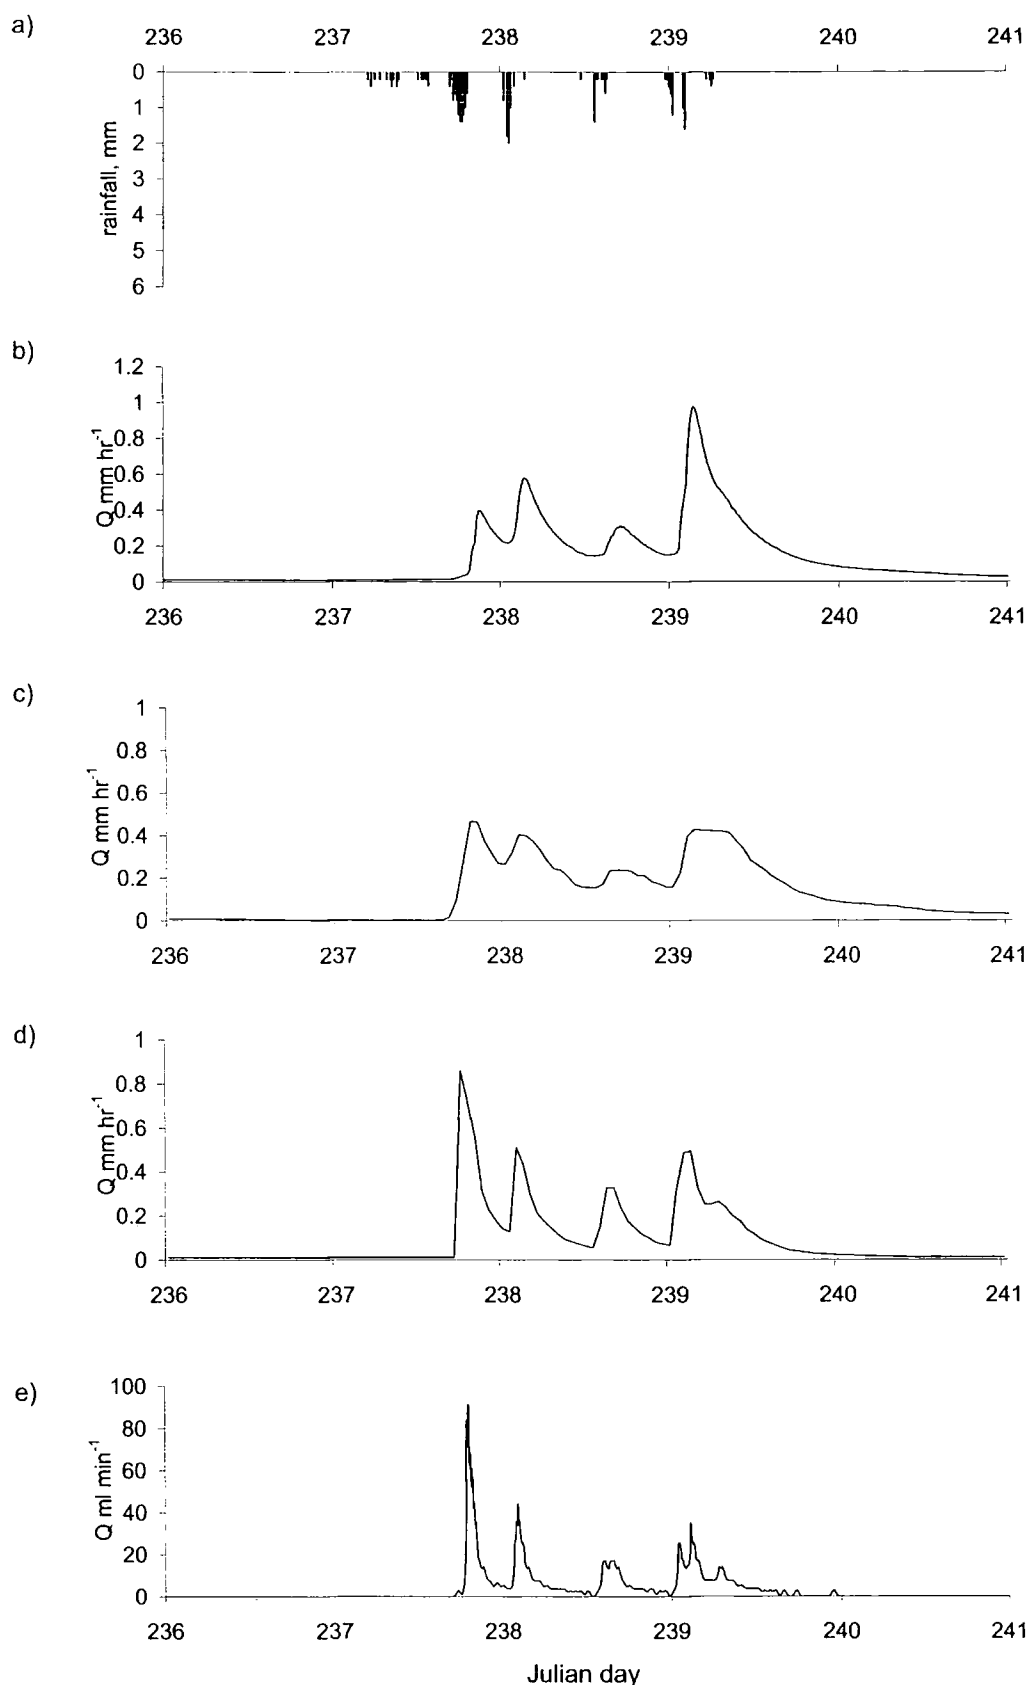 a)
236 237 238 239 240 241
0
1
2
3
4
5
6
rainfall, mm
b)
1.2
1
0.8
0.6
0.4
0.2
0
Q mm hr-1
236 237 238 239 240 241
c)
1
0.8
0.6
0.4
0.2
0
Q mm hr-1
236 237 238 239 240 241
d)
1
0.8
0.6
0.4
0.2
0
Q mm hr-1
236 237 238 239 240 241
e)
100
80
60
40
20
0
Q ml min-1
236 237 238 239 240 241
Julian day